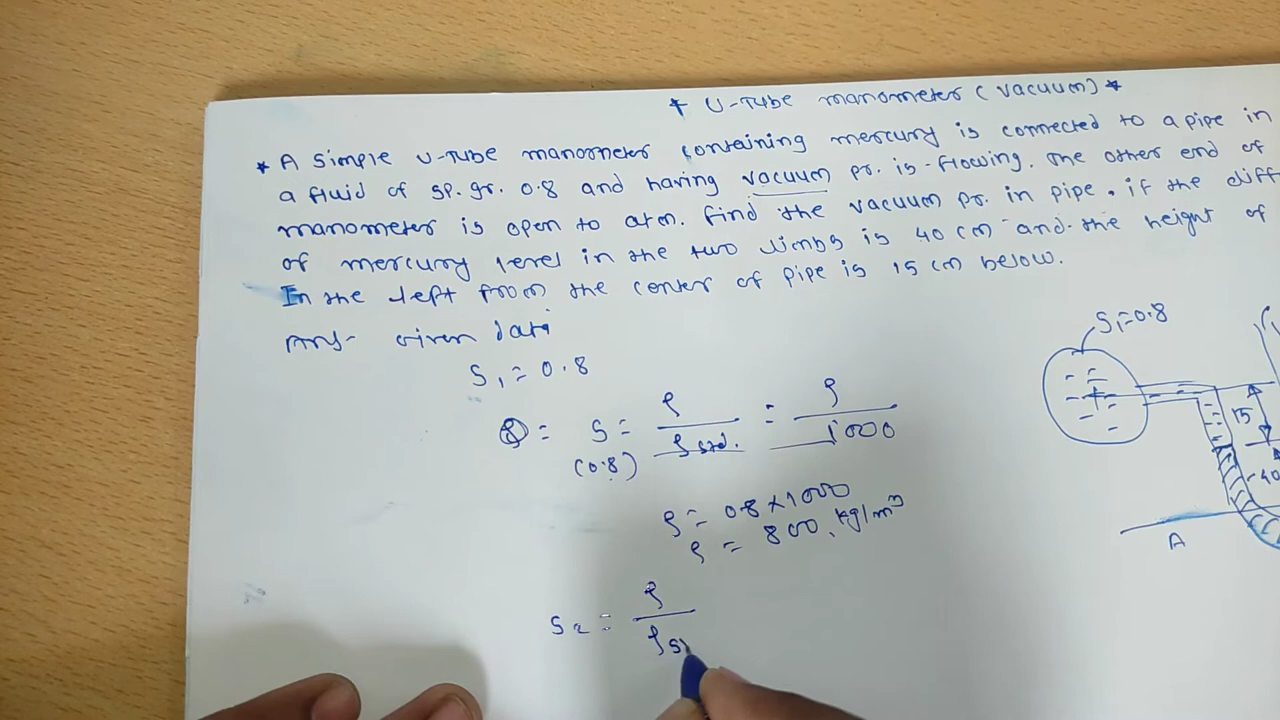 * U-Tube manometer (vacuum) *
* A simple U-Tube manometer containing mercury is connected to a pipe in
a fluid of sp.gr. 0.8 and having vacuum pr. is flowing. The other end of
manometer is open to atm. Find the vacuum pr. in pipe. if the diff
of mercury level in the two limbs is 40 cm and the height of
In the left from the center of pipe is 15 cm below.
Ans- Given data
S₁ = 0.8
S₁=0.8
S = ρ / ρ std. = ρ / 1000
(0.8)
15
40
ρ = 0.8 × 1000
ρ = 800. kg/m³
A
S₂ = ρ / ρ s